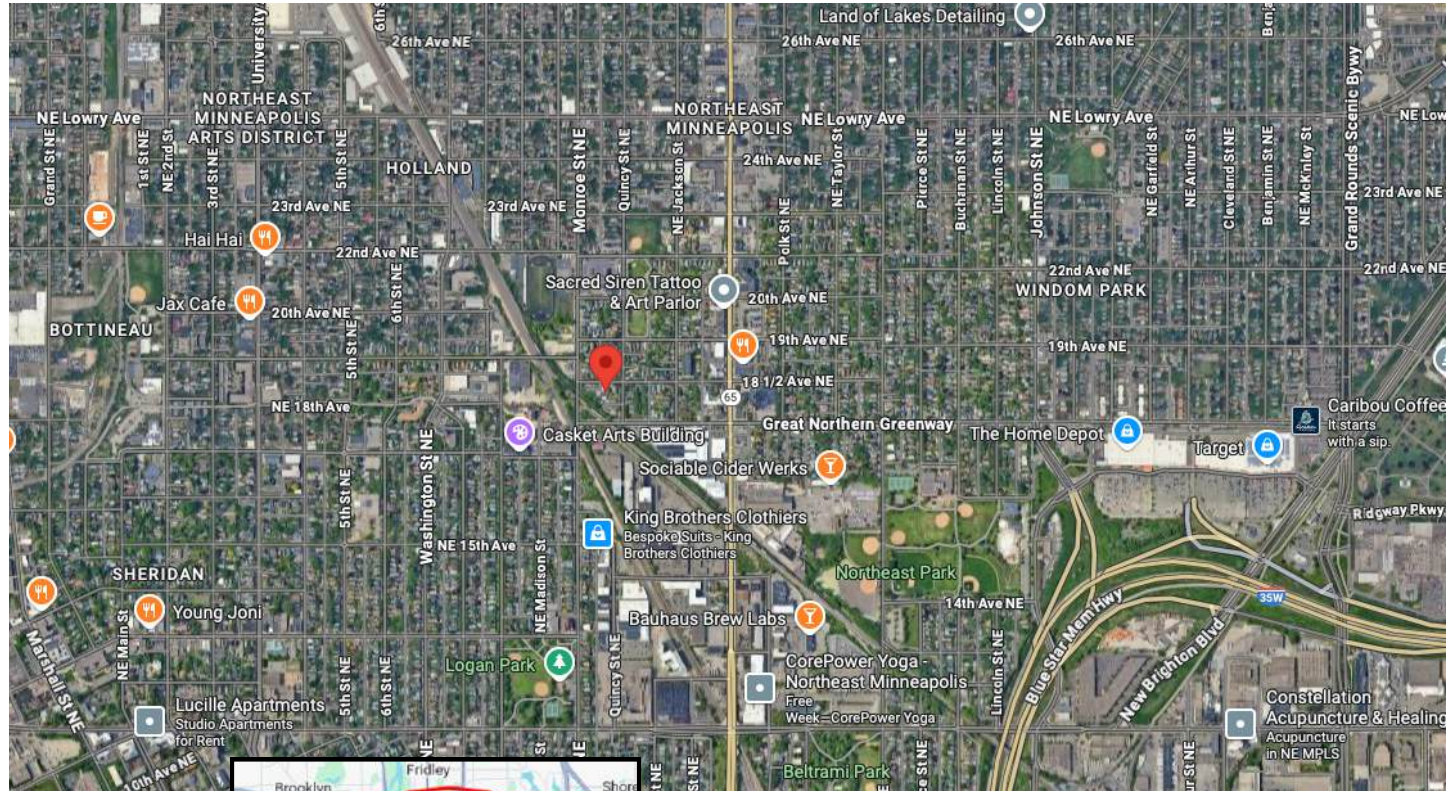 Land of Lakes Detailing
26th Ave NE
26th Ave NE
26th Ave NE
University
6th St
Grand Rounds Scenic Bywy
NORTHEAST
MINNEAPOLIS
ARTS DISTRICT
NE Lowry Ave
NORTHEAST
MINNEAPOLIS
NE Lowry Ave
NE Lowry Ave
NE Low
Grand St NE
1st St NE
NE 2nd St
3rd St NE
5th St NE
HOLLAND
Monroe St NE
Quincy St NE
NE Jackson St
24th Ave NE
NE Taylor St
Pierce St NE
Buchanan St NE
Lincoln St NE
Johnson St NE
NE Garfield St
NE Arthur St
Cleveland St NE
Benjamin St NE
NE McKinley St
23rd Ave NE
23rd Ave NE
23rd Ave NE
Hai Hai
22nd Ave NE
Polk St NE
22nd Ave NE
22nd Ave NE
WINDOM PARK
6th St NE
Sacred Siren Tattoo
& Art Parlor
20th Ave NE
Jax Cafe
20th Ave NE
BOTTINEAU
5th St NE
19th Ave NE
19th Ave NE
18 1/2 Ave NE
65
NE 18th Ave
Great Northern Greenway
Casket Arts Building
The Home Depot
Target
Caribou Coffee
It starts
with a sip.
Washington St NE
Sociable Cider Werks
5th St NE
King Brothers Clothiers
Bespoke Suits - King
Brothers Clothiers
Ridgway Pkwy
NE 15th Ave
NE Madison St
SHERIDAN
Northeast Park
14th Ave NE
35W
Young Joni
Bauhaus Brew Labs
Blue Star Mem Hwy
New Brighton Blvd
Marshall St NE
NE Main St
Logan Park
Quincy St NE
5th St NE
6th St NE
Lincoln St NE
CorePower Yoga -
Northeast Minneapolis
Free
Week—CorePower Yoga
Lucille Apartments
Studio Apartments
for Rent
Constellation
Acupuncture & Healing
Acupuncture
in NE MPLS
10th Ave NE
Beltrami Park
Fridley
Brooklyn
Shore